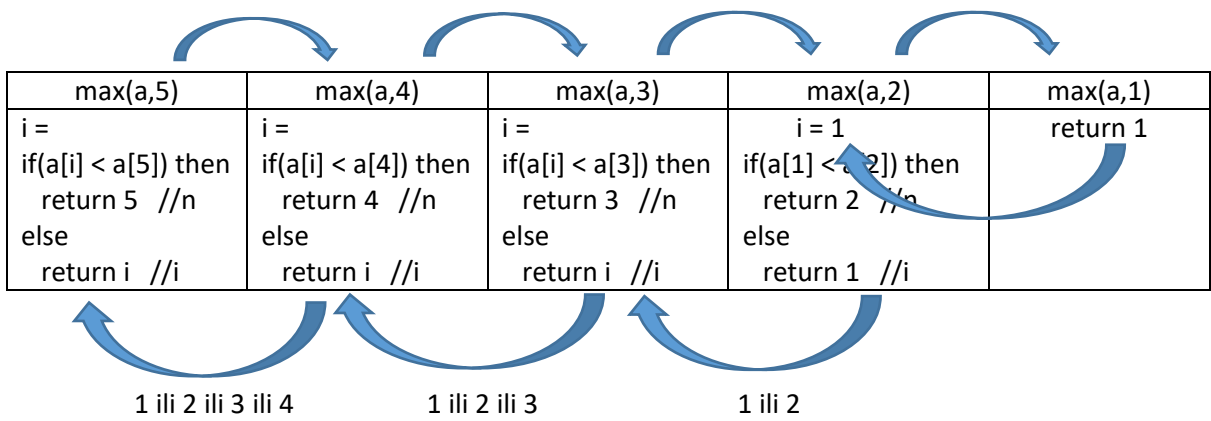 max(a,5) max(a,4) max(a,3) max(a,2) max(a,1)
i = i = i = i = 1 return 1
if(a[i] < a[5]) then if(a[i] < a[4]) then if(a[i] < a[3]) then if(a[1] < a[2]) then
return 5 //n return 4 //n return 3 //n return 2 //n
else else else else
return i //i return i //i return i //i return 1 //i
1 ili 2 ili 3 ili 4 1 ili 2 ili 3 1 ili 2